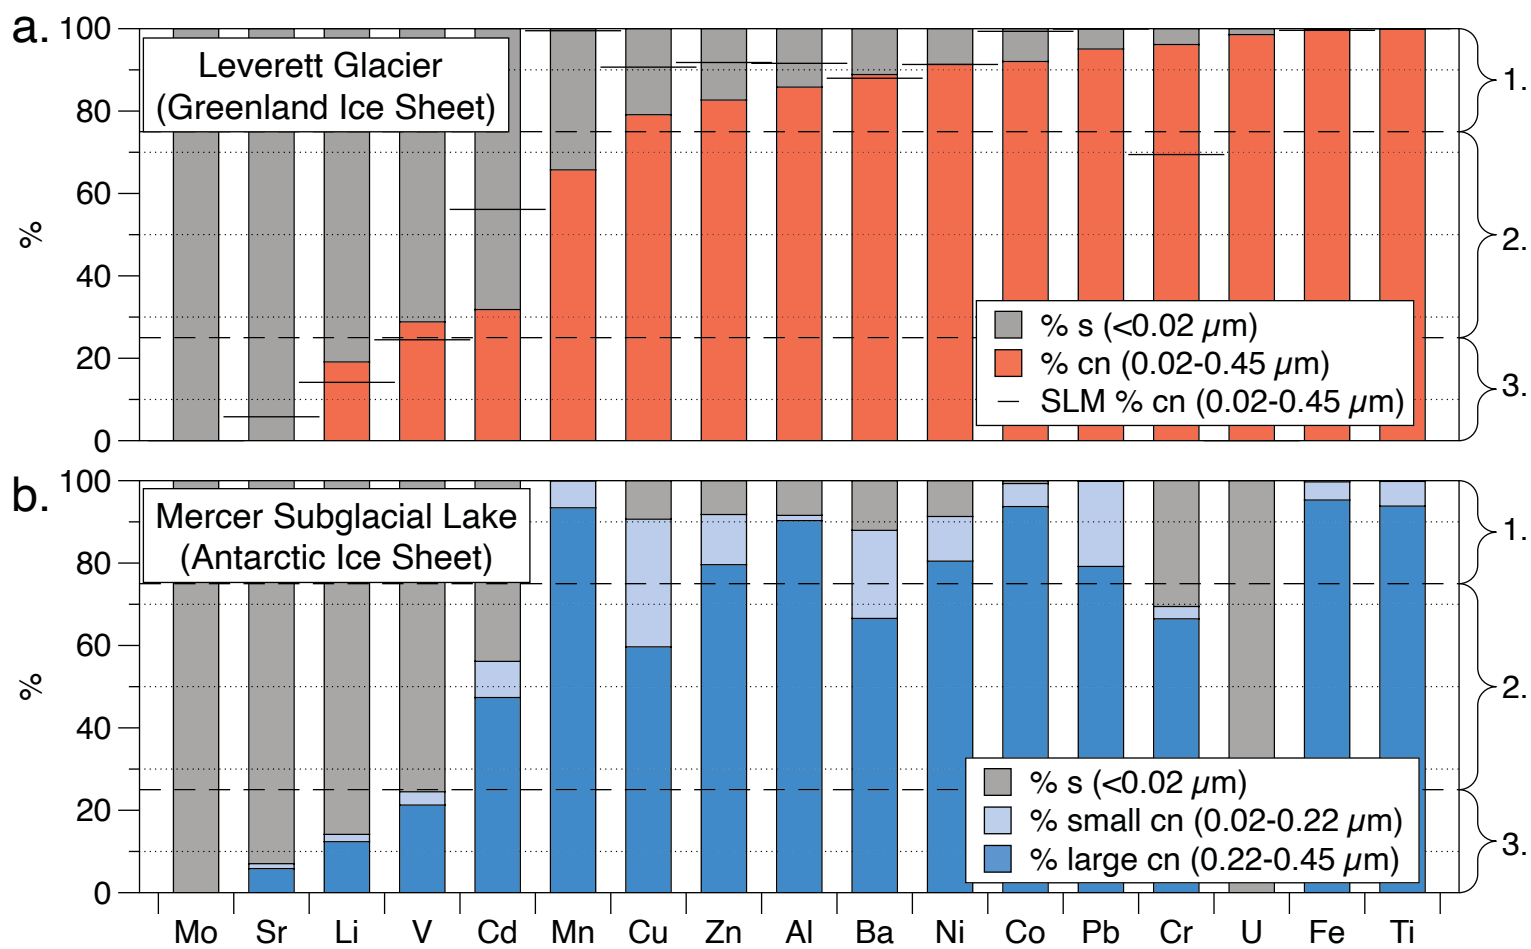 a.
100
80
60
40
20
0
%
Leverett Glacier
(Greenland Ice Sheet)
% s (<0.02 µm)
% cn (0.02-0.45 µm)
SLM % cn (0.02-0.45 µm)
1.
2.
3.
b.
100
80
60
40
20
0
%
Mercer Subglacial Lake
(Antarctic Ice Sheet)
% s (<0.02 µm)
% small cn (0.02-0.22 µm)
% large cn (0.22-0.45 µm)
1.
2.
3.
Mo Sr Li V Cd Mn Cu Zn Al Ba Ni Co Pb Cr U Fe Ti